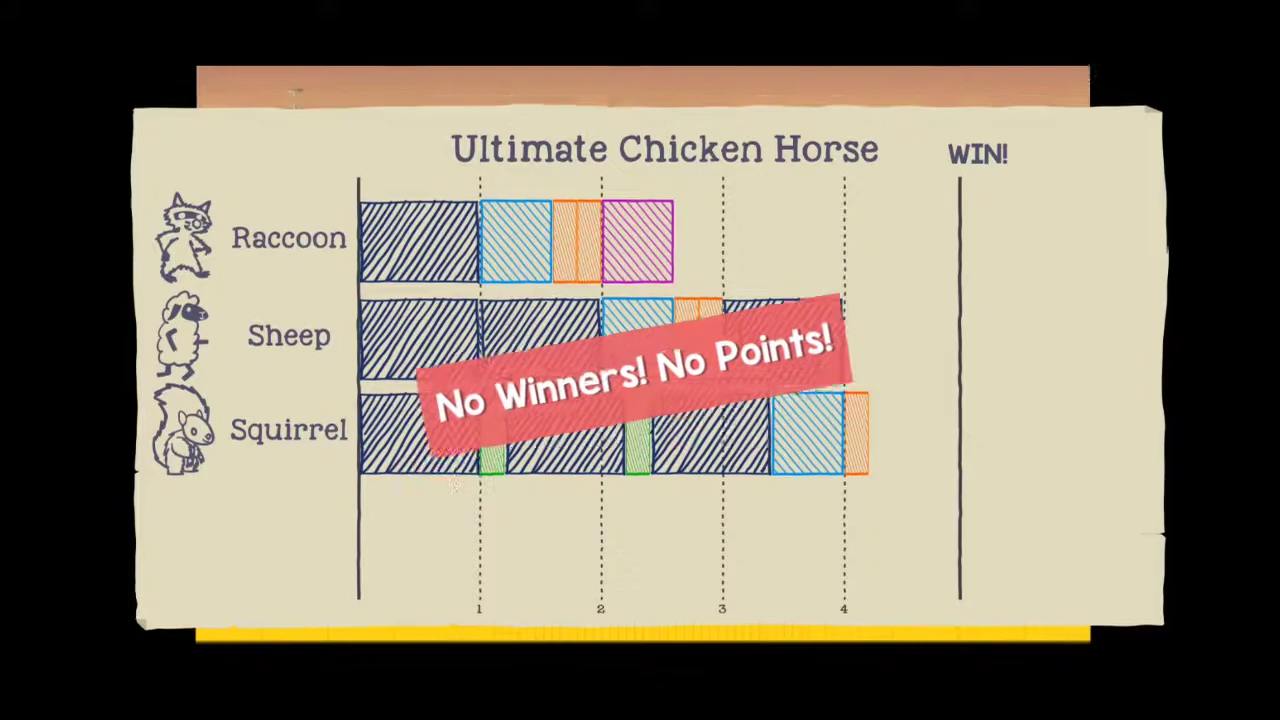 Ultimate Chicken Horse
WIN!
Raccoon
Sheep
No Winners! No Points!
Squirrel
1 2 3 4